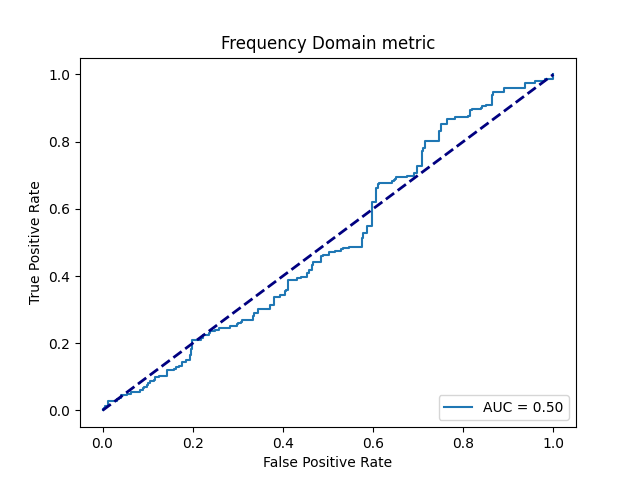 Frequency Domain metric
True Positive Rate
1.0
0.8
0.6
0.4
0.2
0.0
AUC = 0.50
0.0 0.2 0.4 0.6 0.8 1.0
False Positive Rate